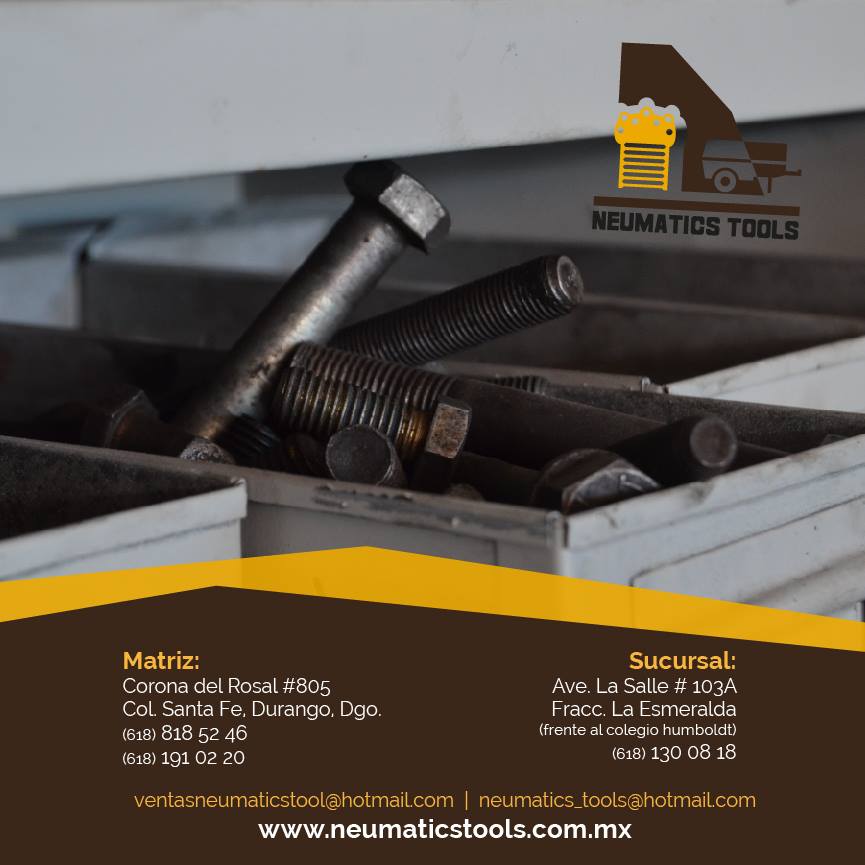 NEUMATICS TOOLS
Matriz:
Corona del Rosal #805
Col. Santa Fe, Durango, Dgo.
(618) 818 52 46
(618) 191 02 20
Sucursal:
Ave. La Salle # 103A
Fracc. La Esmeralda
(frente al colegio humboldt)
(618) 130 08 18
ventasneumaticstool@hotmail.com | neumatics_tools@hotmail.com
www.neumaticstools.com.mx